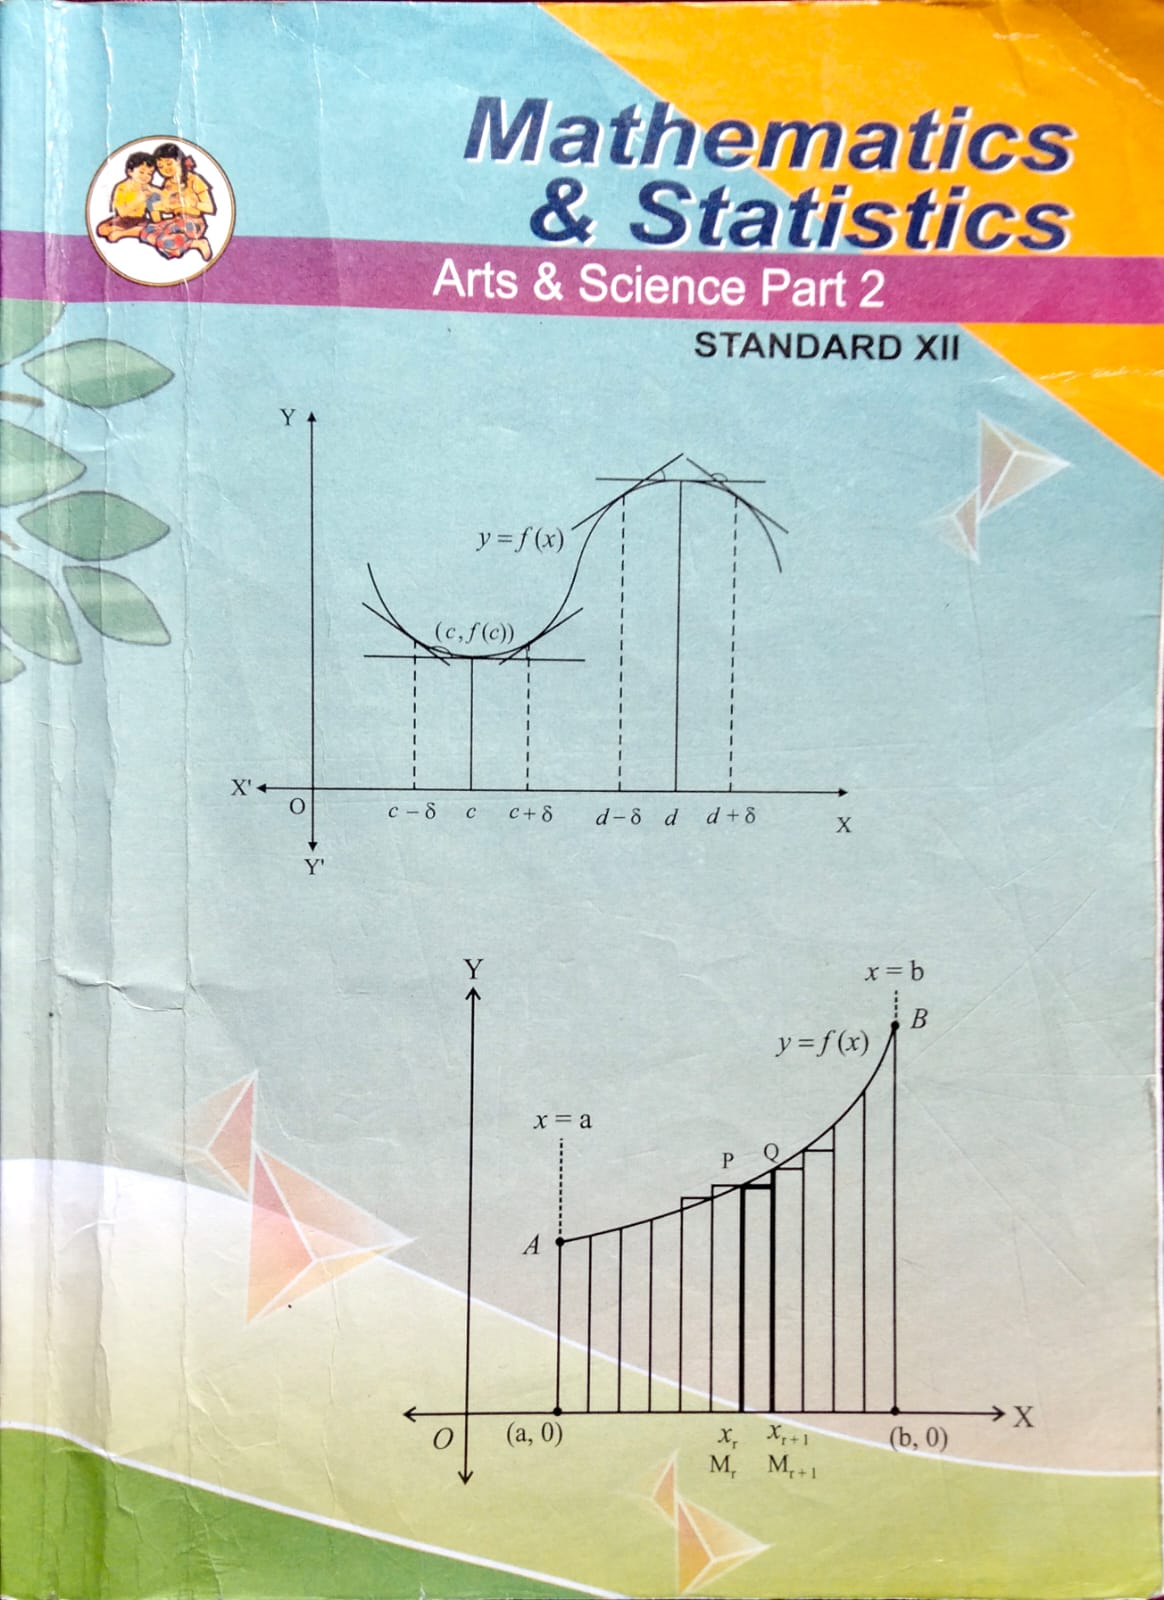 Mathematics
& Statistics
Arts & Science Part 2
STANDARD XII
Y
y = f (x)
(c, f (c))
X'
O
c – δ c c + δ d – δ d d + δ
X
Y'
Y
x = b
B
y = f (x)
x = a
P Q
A
X
O
(a, 0)
xᵣ xᵣ₊₁
(b, 0)
Mᵣ Mᵣ₊₁